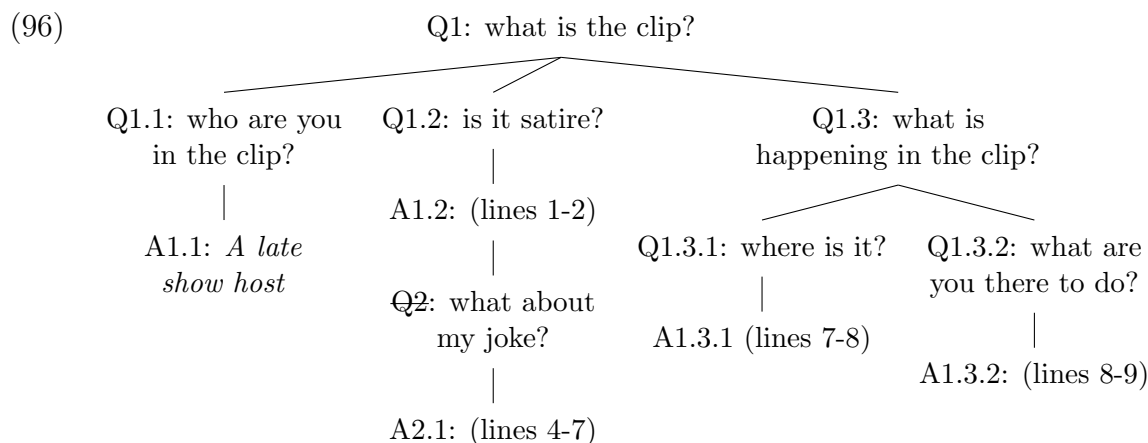 (96)
Q1: what is the clip?
Q1.1: who are you
in the clip?
A1.1: A late
show host
Q1.2: is it satire?
A1.2: (lines 1-2)
Q2: what about
my joke?
A2.1: (lines 4-7)
Q1.3: what is
happening in the clip?
Q1.3.1: where is it?
A1.3.1 (lines 7-8)
Q1.3.2: what are
you there to do?
A1.3.2: (lines 8-9)